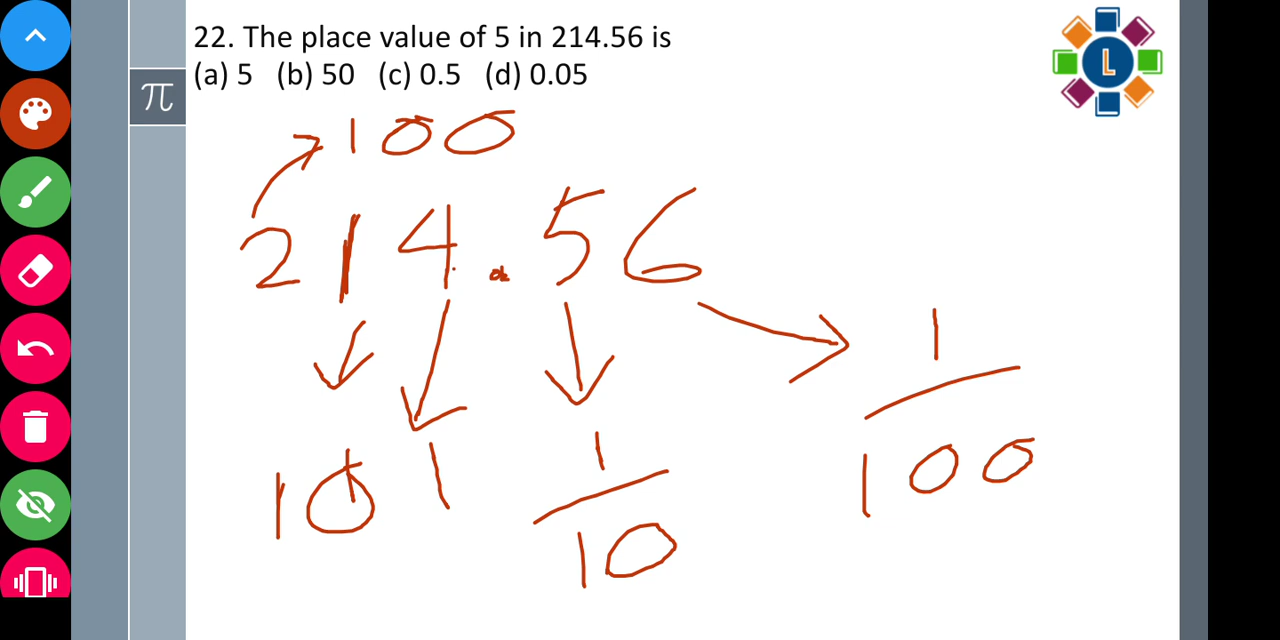 22. The place value of 5 in 214.56 is
(a) 5 (b) 50 (c) 0.5 (d) 0.05
π
L
100
214.56
10
1
1
10
1
100